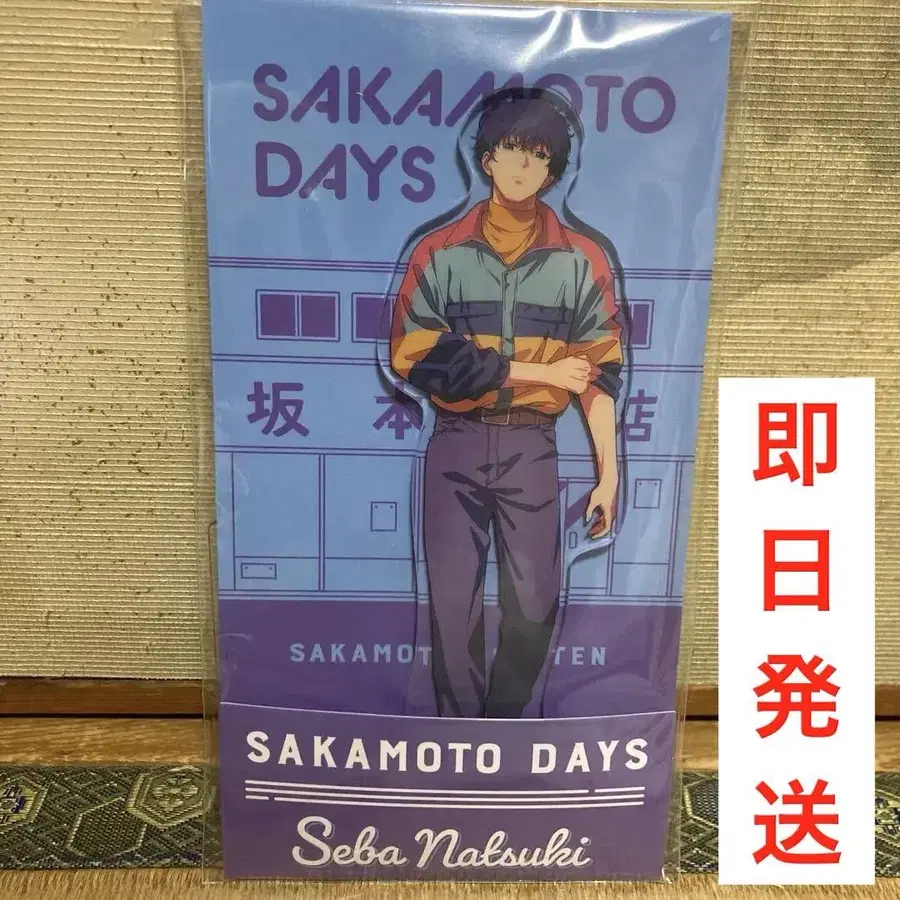 SAKAMOTO
DAYS
坂本 店
SAKAMOT TEN
SAKAMOTO DAYS
Seba Natsuki
即日発送